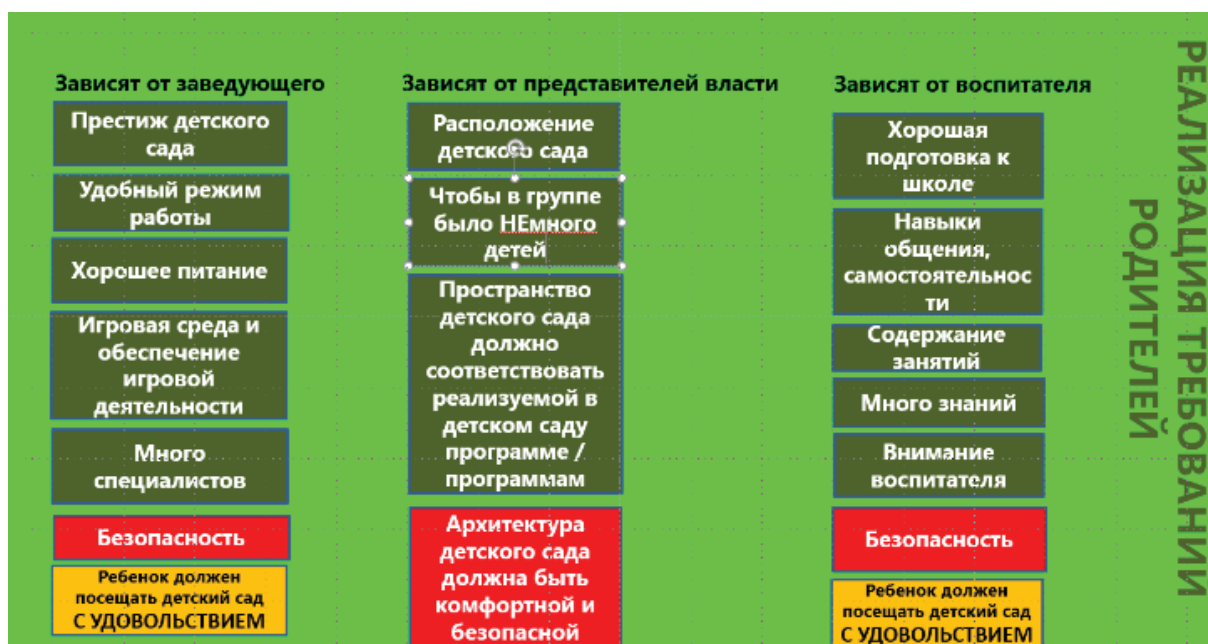 Зависят от заведующего
Престиж детского
сада
Удобный режим
работы
Хорошее питание
Игровая среда и
обеспечение
игровой
деятельности
Много
специалистов
Безопасность
Ребенок должен
посещать детский сад
С УДОВОЛЬСТВИЕМ
Зависят от представителей власти
Расположение
детского сада
Чтобы в группе
было НЕмного
детей
Пространство
детского сада
должно
соответствовать
реализуемой в
детском саду
программе /
программам
Архитектура
детского сада
должна быть
комфортной и
безопасной
Зависят от воспитателя
Хорошая
подготовка к
школе
Навыки
общения,
самостоятельнос
ти
Содержание
занятий
Много знаний
Внимание
воспитателя
Безопасность
Ребенок должен
посещать детский сад
С УДОВОЛЬСТВИЕМ
РЕАЛИЗАЦИЯ ТРЕБОВАНИИ
РОДИТЕЛЕЙ